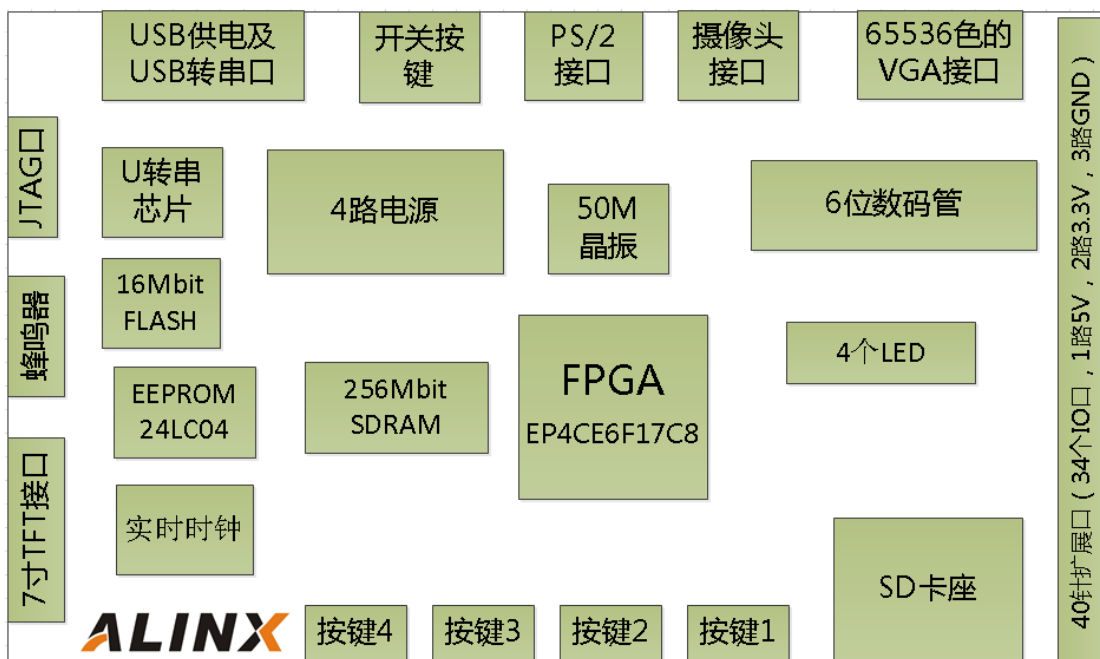 USB供电及
USB转串口
开关按
键
PS/2
接口
摄像头
接口
65536色的
VGA接口
JTAG口
U转串
芯片
4路电源
50M
晶振
6位数码管
蜂鸣器
16Mbit
FLASH
4个LED
EEPROM
24LC04
256Mbit
SDRAM
FPGA
EP4CE6F17C8
7寸TFT接口
实时时钟
SD卡座
ALINX
按键4
按键3
按键2
按键1
40针扩展口（34个IO口，1路5V，2路3.3V，3路GND）